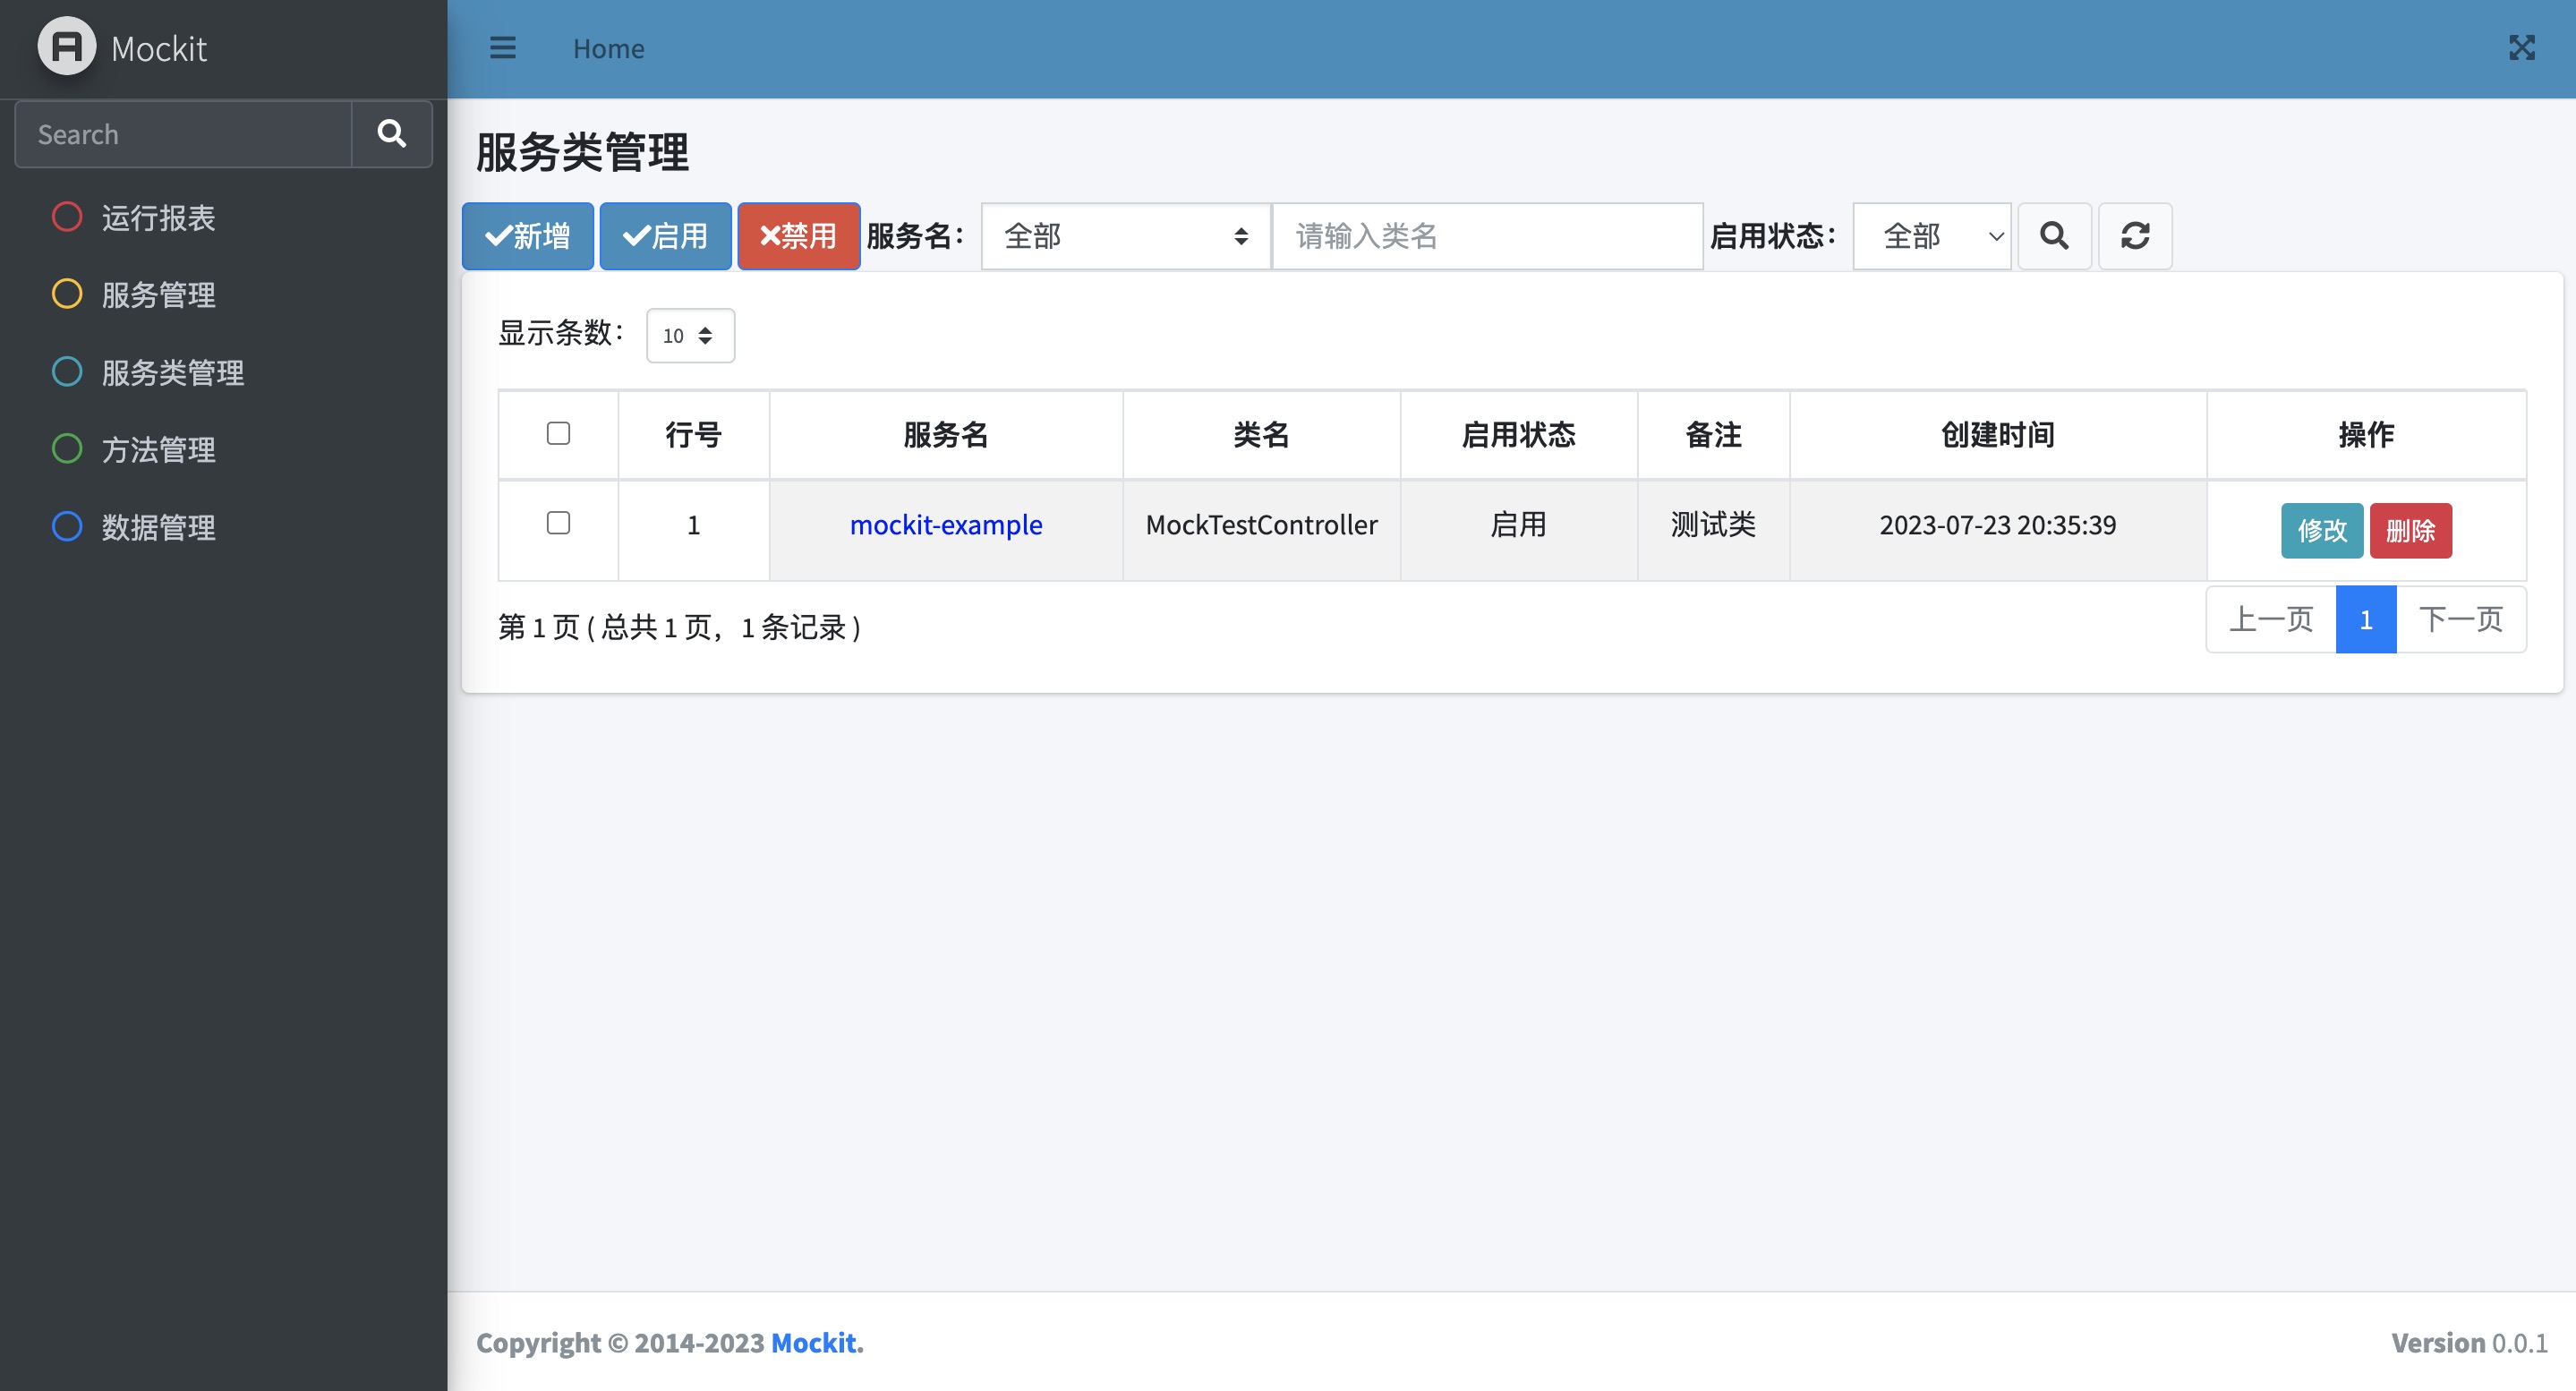 Mockit
Home
Search
运行报表
服务管理
服务类管理
方法管理
数据管理
服务类管理
新增 启用 禁用 服务名： 全部 请输入类名 启用状态： 全部
显示条数： 10
行号 服务名 类名 启用状态 备注 创建时间 操作
1 mockit-example MockTestController 启用 测试类 2023-07-23 20:35:39 修改 删除
第 1 页 ( 总共 1 页，1 条记录 ) 上一页 1 下一页
Copyright © 2014-2023 Mockit. Version 0.0.1